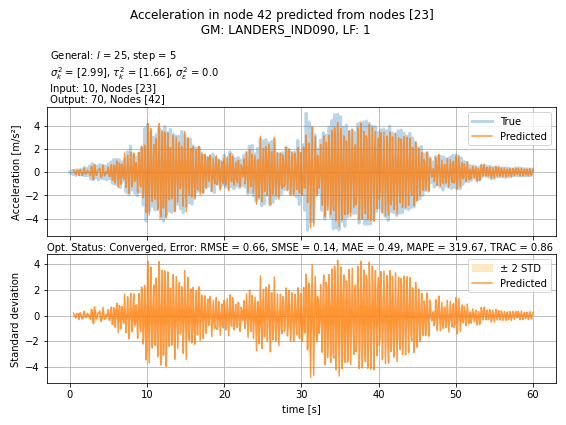 Acceleration in node 42 predicted from nodes [23]
GM: LANDERS_IND090, LF: 1
General: l = 25, step = 5
σ²ₖ = [2.99], τ²ₖ = [1.66], σ²ₑ = 0.0
Input: 10, Nodes [23]
Output: 70, Nodes [42]
True
Predicted
Acceleration [m/s²]
4
2
0
−2
−4
Opt. Status: Converged, Error: RMSE = 0.66, SMSE = 0.14, MAE = 0.49, MAPE = 319.67, TRAC = 0.86
± 2 STD
Predicted
Standard deviation
4
2
0
−2
−4
0 10 20 30 40 50 60
time [s]